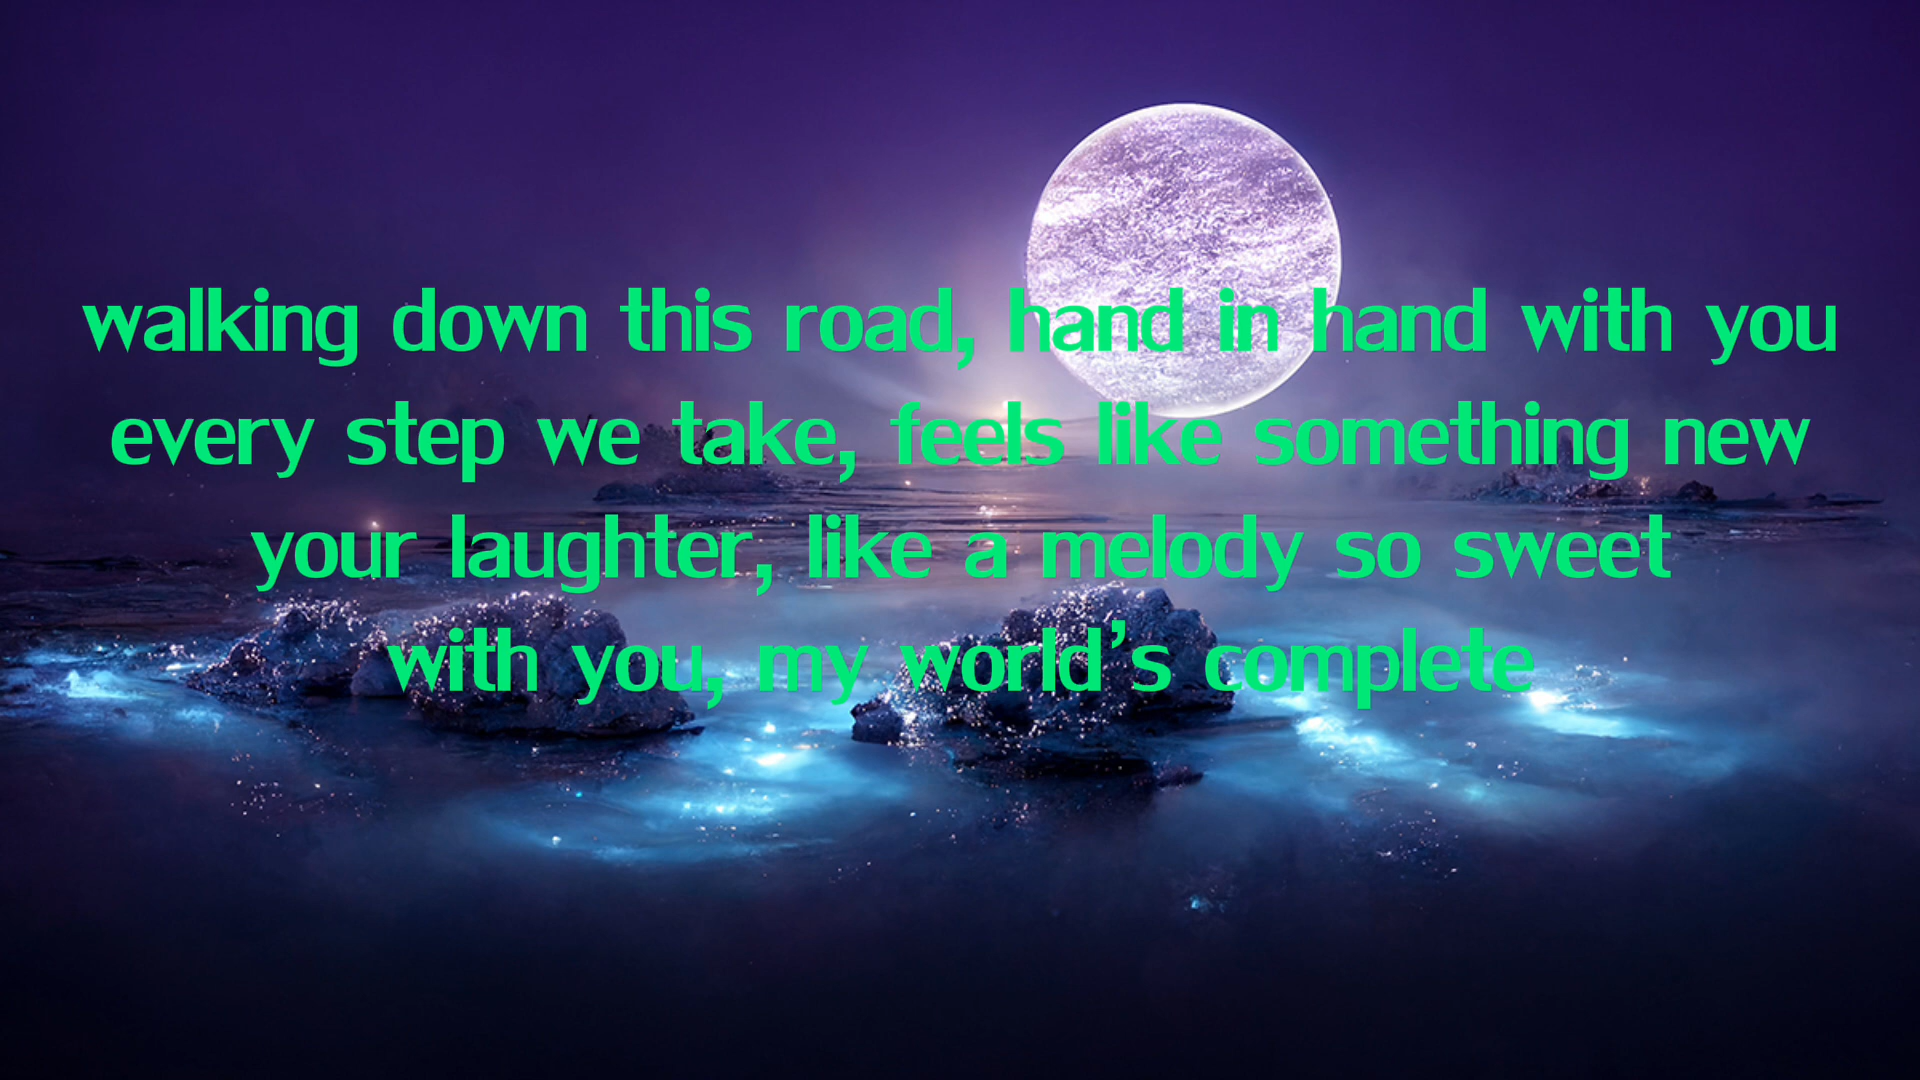 walking down this road, hand in hand with you
every step we take, feels like something new
your laughter, like a melody so sweet
with you, my world’s complete